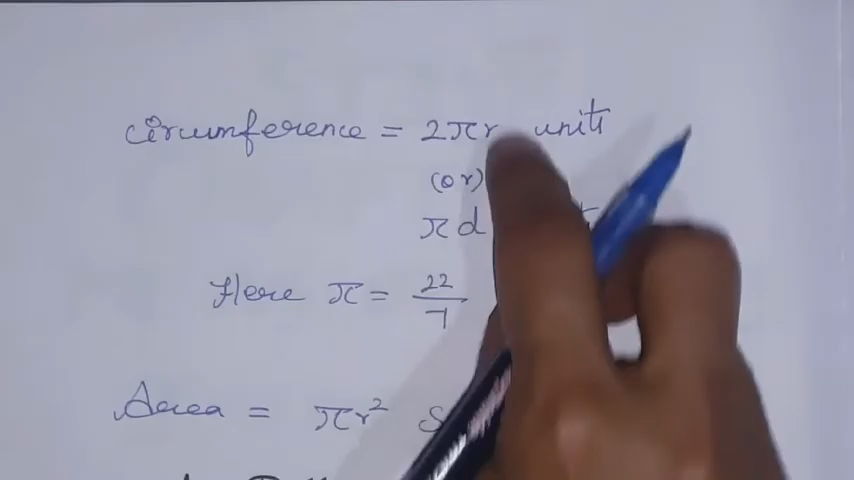 circumference = 2πr units
(or)
πd
Here π = 22/7
Area = πr² S